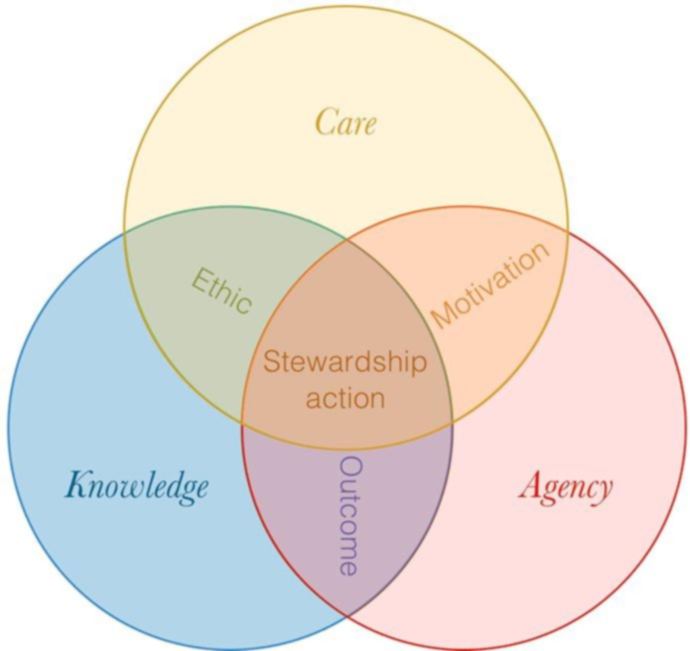 Care
Ethic
Motivation
Stewardship
action
Knowledge
Agency
Outcome